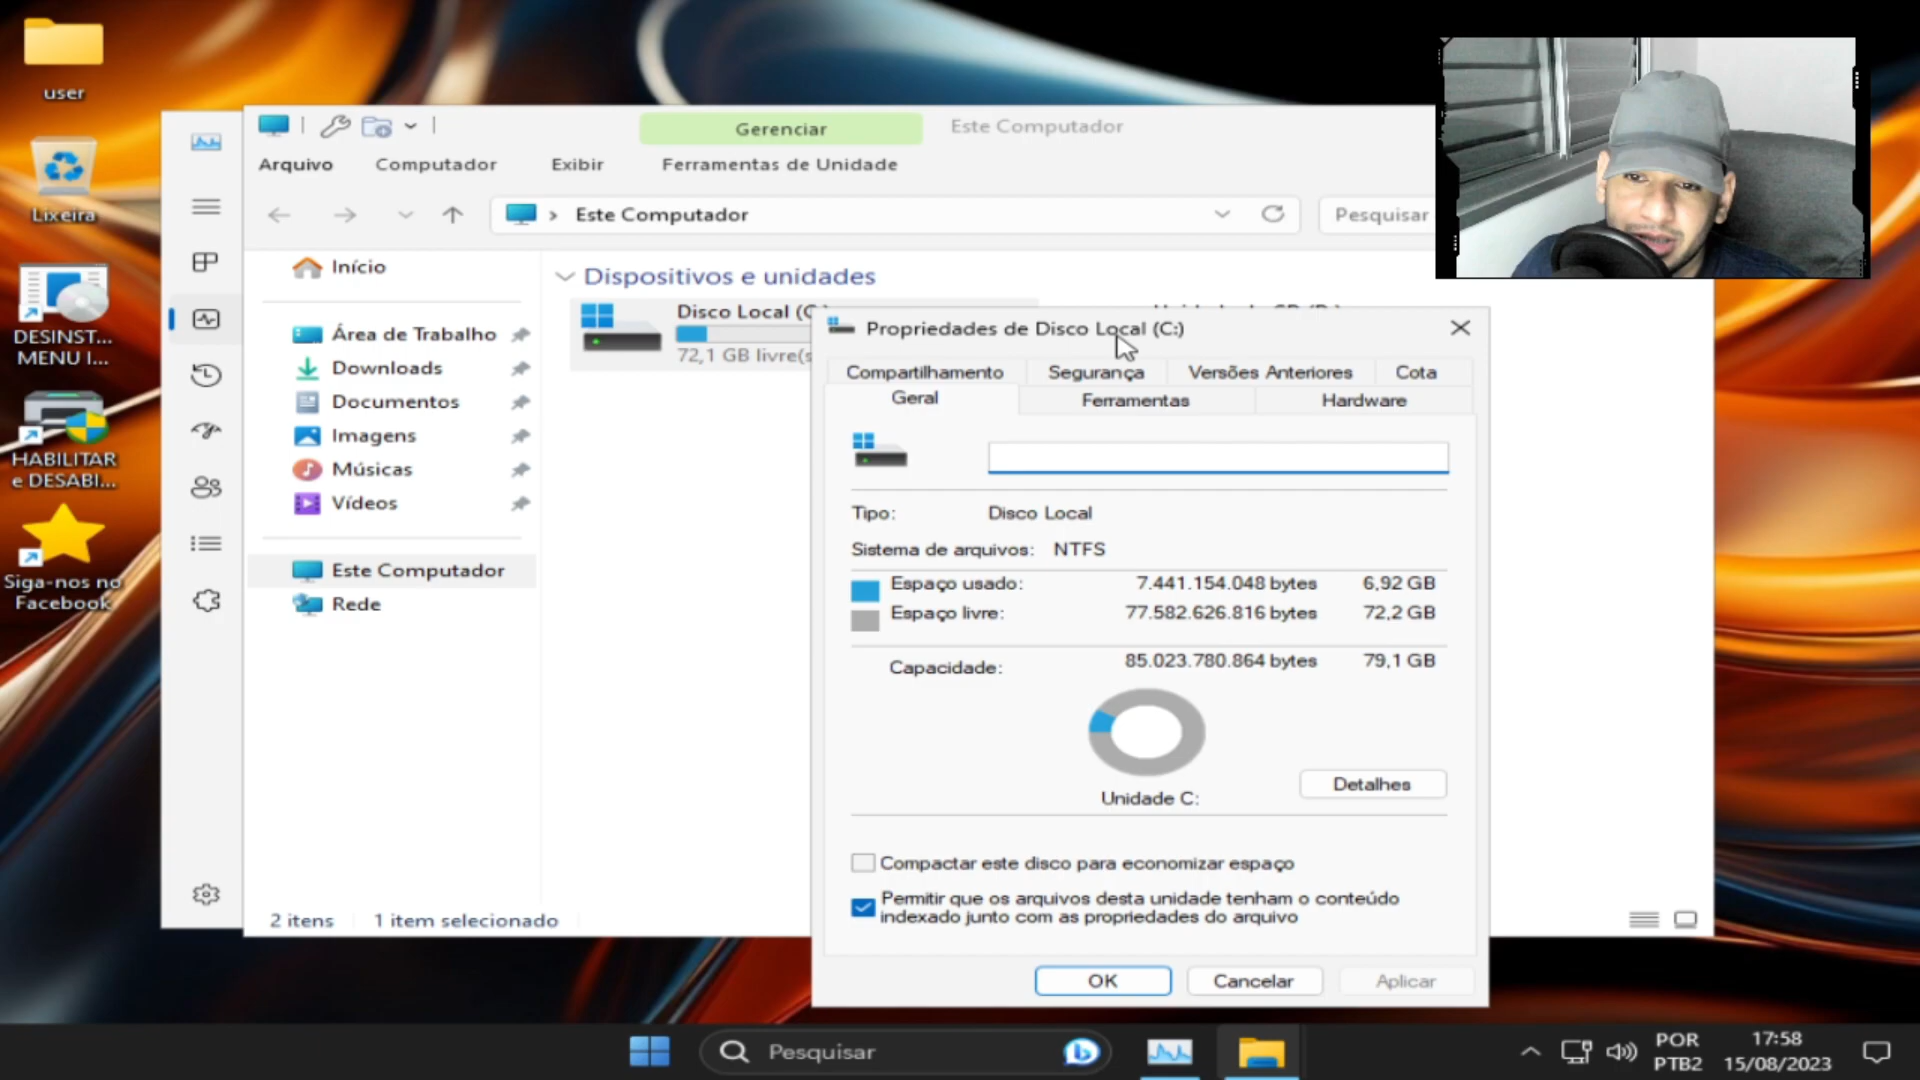 user
Lixeira
DESINST...
MENU I...
HABILITAR
e DESABI...
Siga-nos no
Facebook
Gerenciar
Este Computador
Arquivo
Computador
Exibir
Ferramentas de Unidade
Este Computador
Pesquisar
Início
Área de Trabalho
Downloads
Documentos
Imagens
Músicas
Vídeos
Este Computador
Rede
Dispositivos e unidades
Disco Local (C:)
72,1 GB livre(s
2 itens
1 item selecionado
Propriedades de Disco Local (C:)
Compartilhamento
Segurança
Versões Anteriores
Cota
Geral
Ferramentas
Hardware
Tipo: Disco Local
Sistema de arquivos: NTFS
Espaço usado: 7.441.154.048 bytes 6,92 GB
Espaço livre: 77.582.626.816 bytes 72,2 GB
Capacidade: 85.023.780.864 bytes 79,1 GB
Unidade C:
Detalhes
Compactar este disco para economizar espaço
Permitir que os arquivos desta unidade tenham o conteúdo
indexado junto com as propriedades do arquivo
OK
Cancelar
Aplicar
Pesquisar
POR
PTB2
17:58
15/08/2023